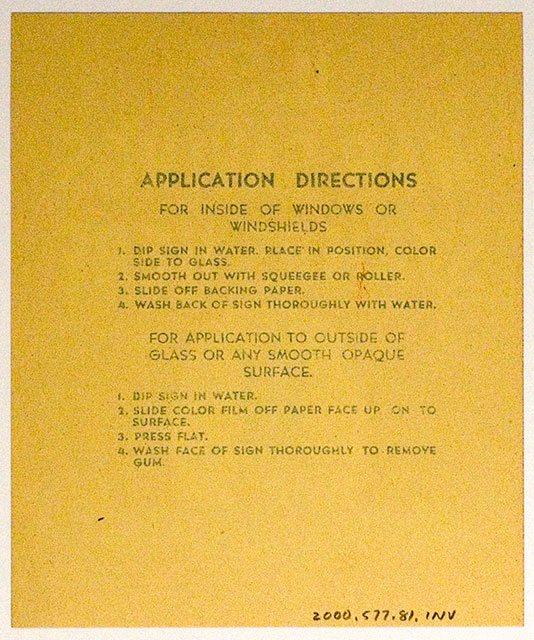 APPLICATION DIRECTIONS
FOR INSIDE OF WINDOWS OR
WINDSHIELDS
1. DIP SIGN IN WATER. PLACE IN POSITION, COLOR
SIDE TO GLASS.
2. SMOOTH OUT WITH SQUEEGEE OR ROLLER.
3. SLIDE OFF BACKING PAPER.
4. WASH BACK OF SIGN THOROUGHLY WITH WATER.
FOR APPLICATION TO OUTSIDE OF
GLASS OR ANY SMOOTH OPAQUE
SURFACE.
1. DIP SIGN IN WATER.
2. SLIDE COLOR FILM OFF PAPER FACE UP ON TO
SURFACE.
3. PRESS FLAT.
4. WASH FACE OF SIGN THOROUGHLY TO REMOVE
GUM.
2000.577.81.INV